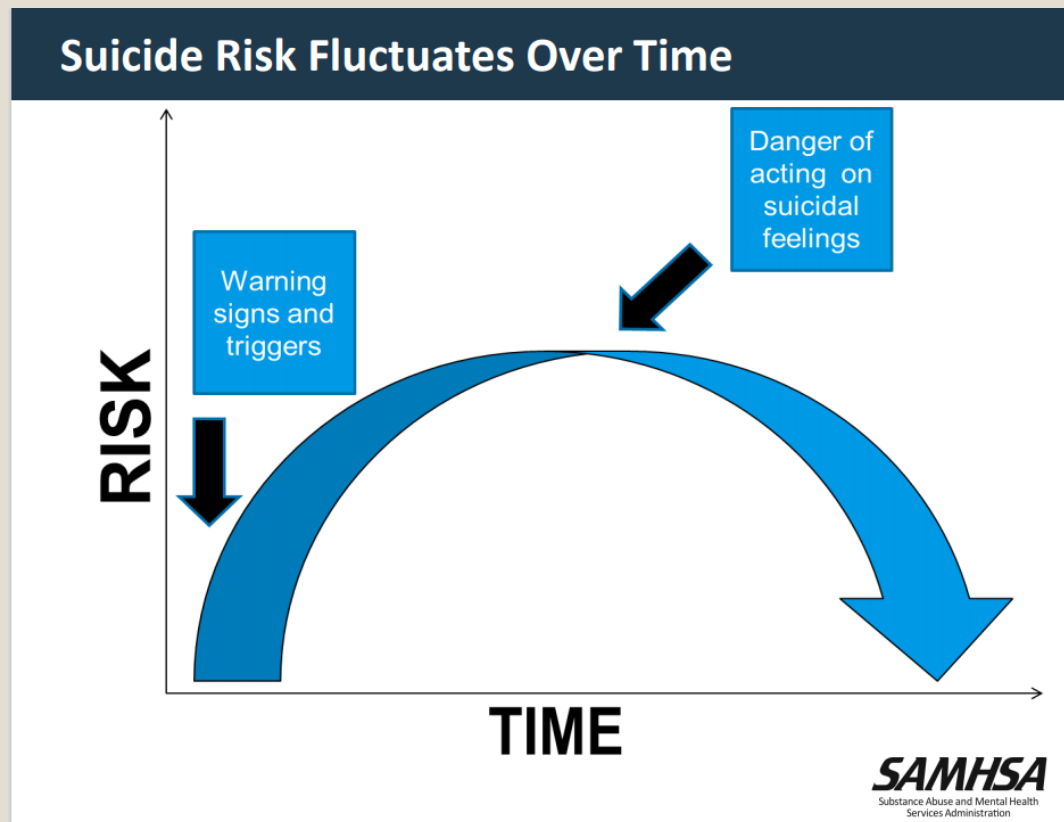 Suicide Risk Fluctuates Over Time
Danger of
acting on
suicidal
feelings
Warning
signs and
triggers
RISK
TIME
SAMHSA
Substance Abuse and Mental Health
Services Administration